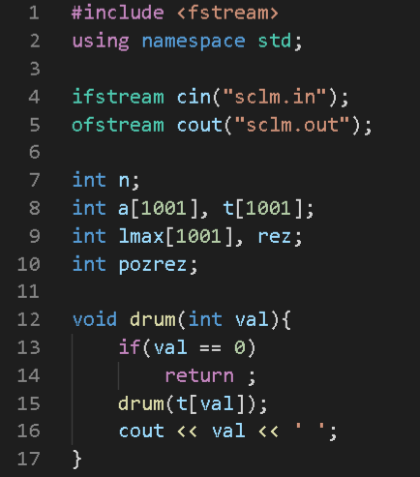 1 #include <fstream>
2 using namespace std;
3
4 ifstream cin("sclm.in");
5 ofstream cout("sclm.out");
6
7 int n;
8 int a[1001], t[1001];
9 int lmax[1001], rez;
10 int pozrez;
11
12 void drum(int val){
13     if(val == 0)
14         return ;
15     drum(t[val]);
16     cout << val << ' ';
17 }